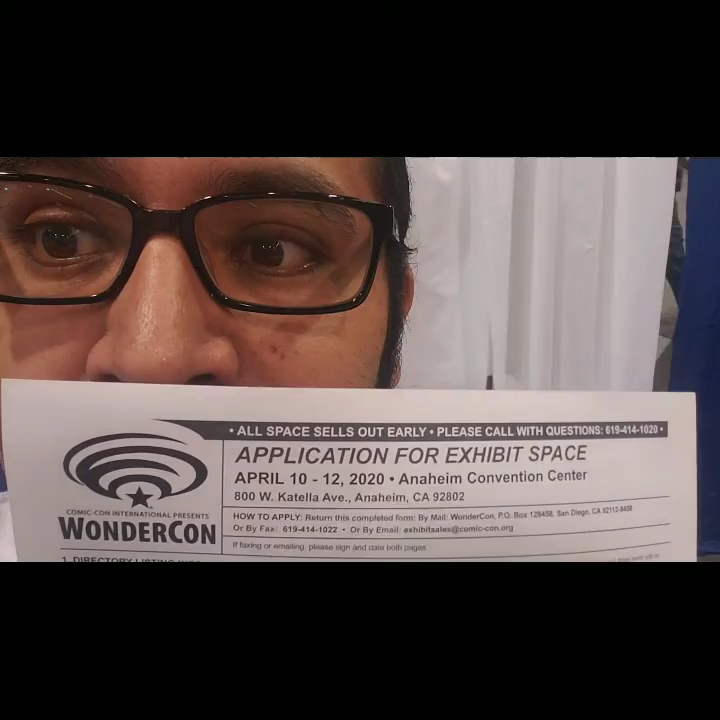 • ALL SPACE SELLS OUT EARLY • PLEASE CALL WITH QUESTIONS: 619-414-1020 •
APPLICATION FOR EXHIBIT SPACE
APRIL 10 - 12, 2020 • Anaheim Convention Center
800 W. Katella Ave., Anaheim, CA 92802
COMIC-CON INTERNATIONAL PRESENTS
WONDERCON
HOW TO APPLY: Return this completed form: By Mail: WonderCon, P.O. Box 128458, San Diego, CA 92112-8458
Or By Fax: 619-414-1022 • Or By Email: exhibitsales@comic-con.org
If faxing or emailing, please sign and date both pages
1. DIRECTORY LISTING